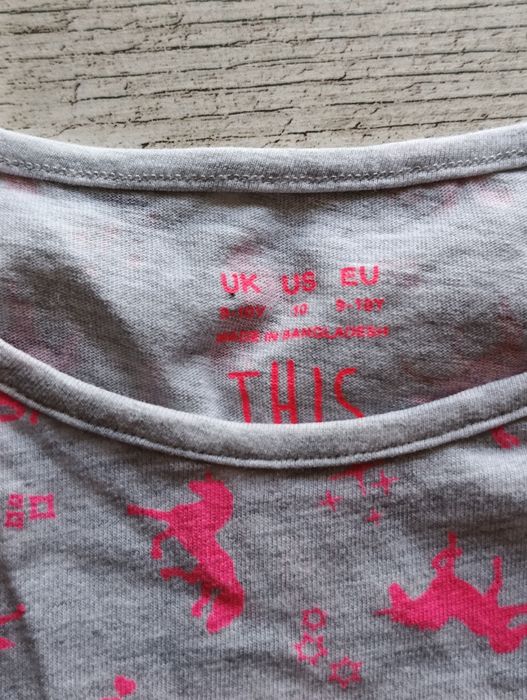 UK US EU
9-10Y 10 9-10Y
MADE IN BANGLADESH
THIS